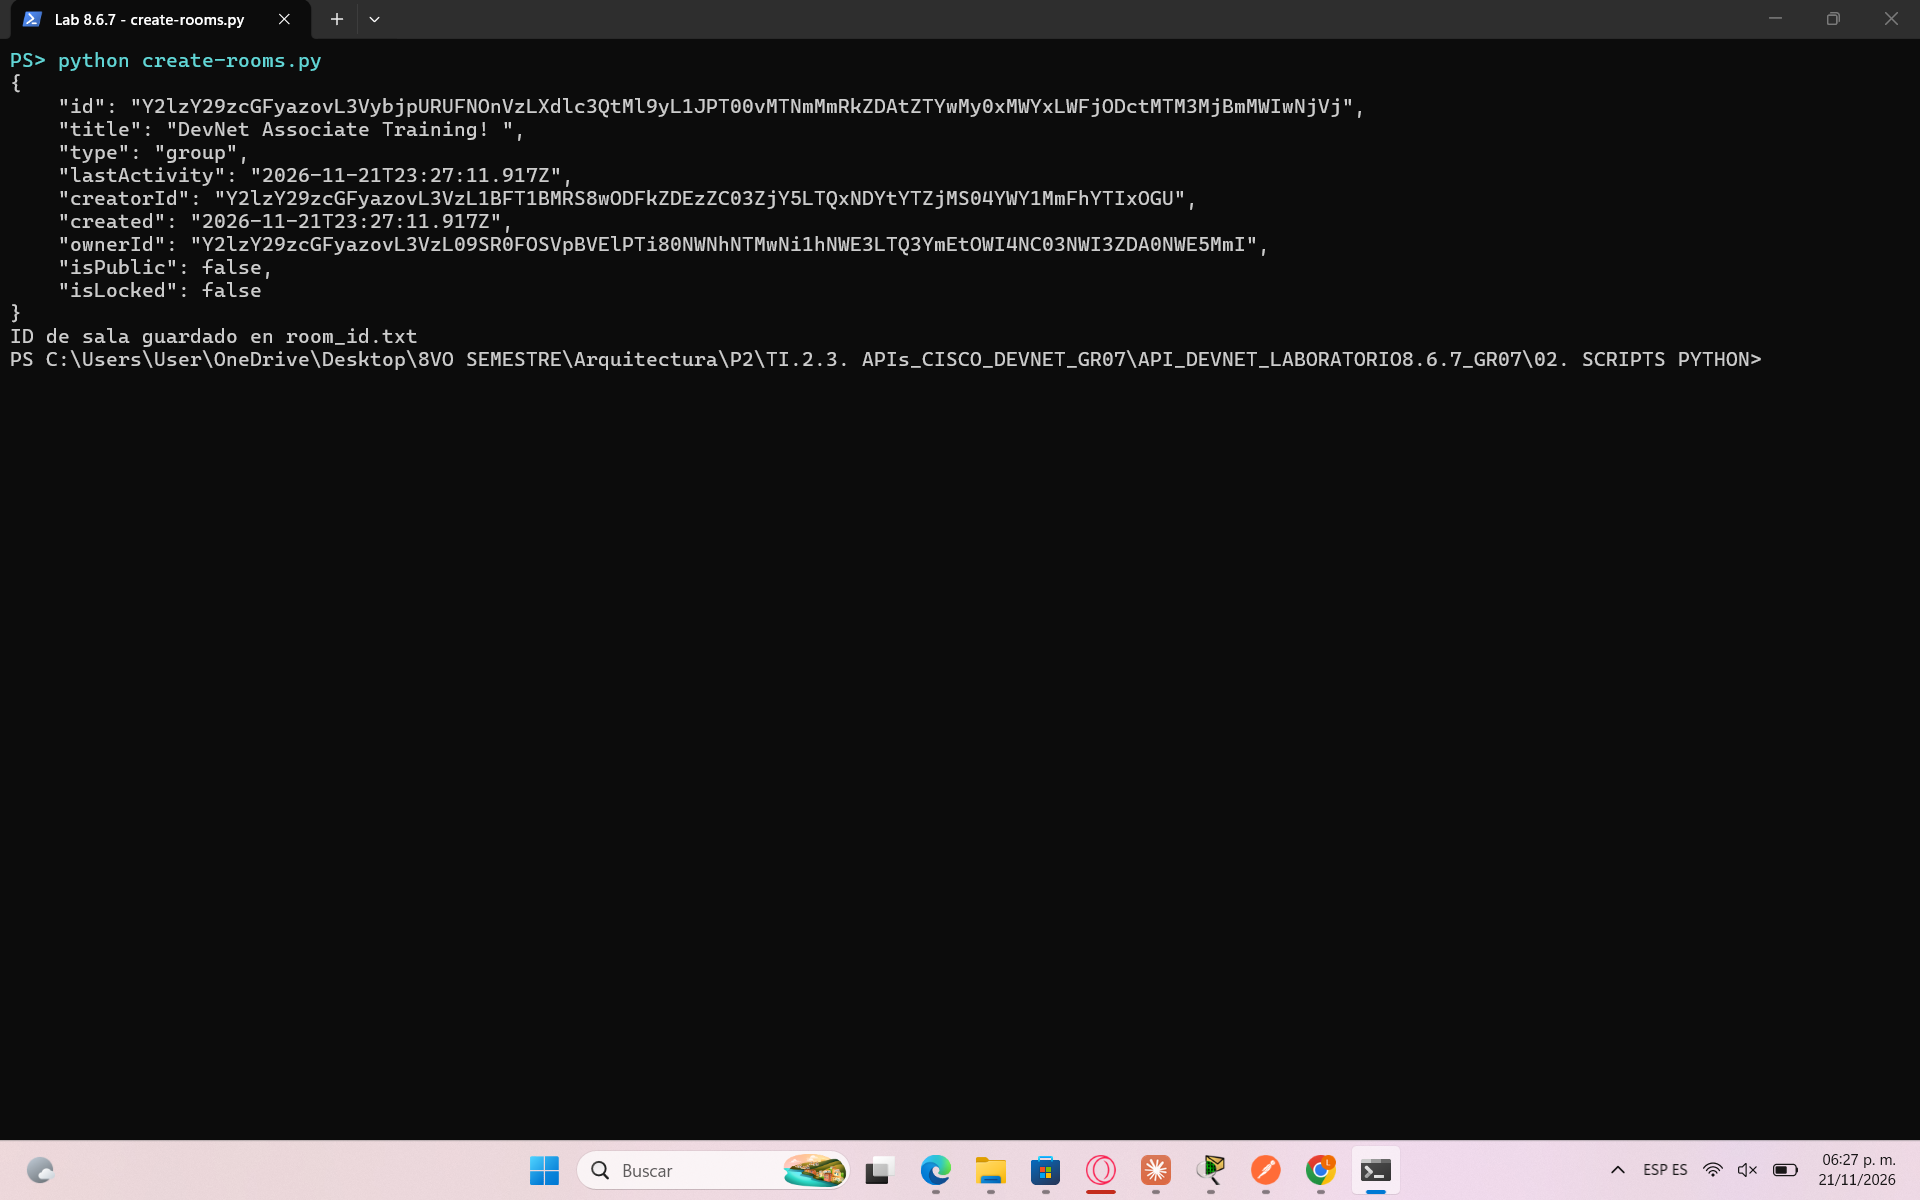 Lab 8.6.7 - create-rooms.py
PS> python create-rooms.py
{
    "id": "Y2lzY29zcGFyazovL3VybjpURUFNOnVzLXdlc3QtMl9yL1JPT00vMTNmMmRkZDAtZTYwMy0xMWYxLWFjODctMTM3MjBmMWIwNjVj",
    "title": "DevNet Associate Training! ",
    "type": "group",
    "lastActivity": "2026-11-21T23:27:11.917Z",
    "creatorId": "Y2lzY29zcGFyazovL3VzL1BFT1BMRS8wODFkZDEzZC03ZjY5LTQxNDYtYTZjMS04YWY1MmFhYTIxOGU",
    "created": "2026-11-21T23:27:11.917Z",
    "ownerId": "Y2lzY29zcGFyazovL3VzL09SR0FOSVpBVElPTi80NWNhNTMwNi1hNWE3LTQ3YmEtOWI4NC03NWI3ZDA0NWE5MmI",
    "isPublic": false,
    "isLocked": false
}
ID de sala guardado en room_id.txt
PS C:\Users\User\OneDrive\Desktop\8VO SEMESTRE\Arquitectura\P2\TI.2.3. APIs_CISCO_DEVNET_GR07\API_DEVNET_LABORATORIO8.6.7_GR07\02. SCRIPTS PYTHON>
Buscar
ESP ES
06:27 p. m.
21/11/2026